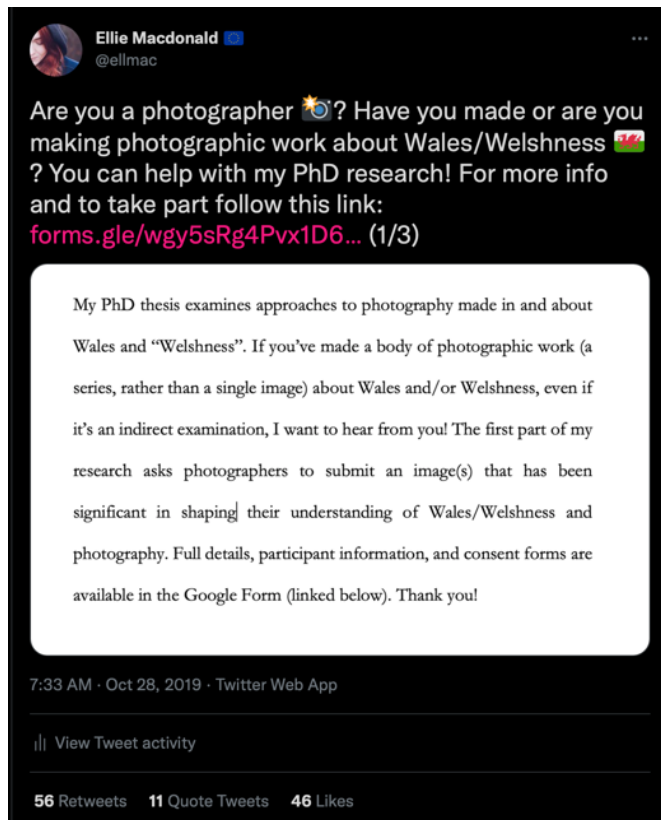 Ellie Macdonald 🇪🇺
@ellmac
Are you a photographer 📸? Have you made or are you
making photographic work about Wales/Welshness 🏴󠁧󠁢󠁷󠁬󠁳󠁿
? You can help with my PhD research! For more info
and to take part follow this link:
forms.gle/wgy5sRg4Pvx1D6... (1/3)
My PhD thesis examines approaches to photography made in and about
Wales and “Welshness”. If you’ve made a body of photographic work (a
series, rather than a single image) about Wales and/or Welshness, even if
it’s an indirect examination, I want to hear from you! The first part of my
research asks photographers to submit an image(s) that has been
significant in shaping their understanding of Wales/Welshness and
photography. Full details, participant information, and consent forms are
available in the Google Form (linked below). Thank you!
7:33 AM · Oct 28, 2019 · Twitter Web App
View Tweet activity
56 Retweets 11 Quote Tweets 46 Likes